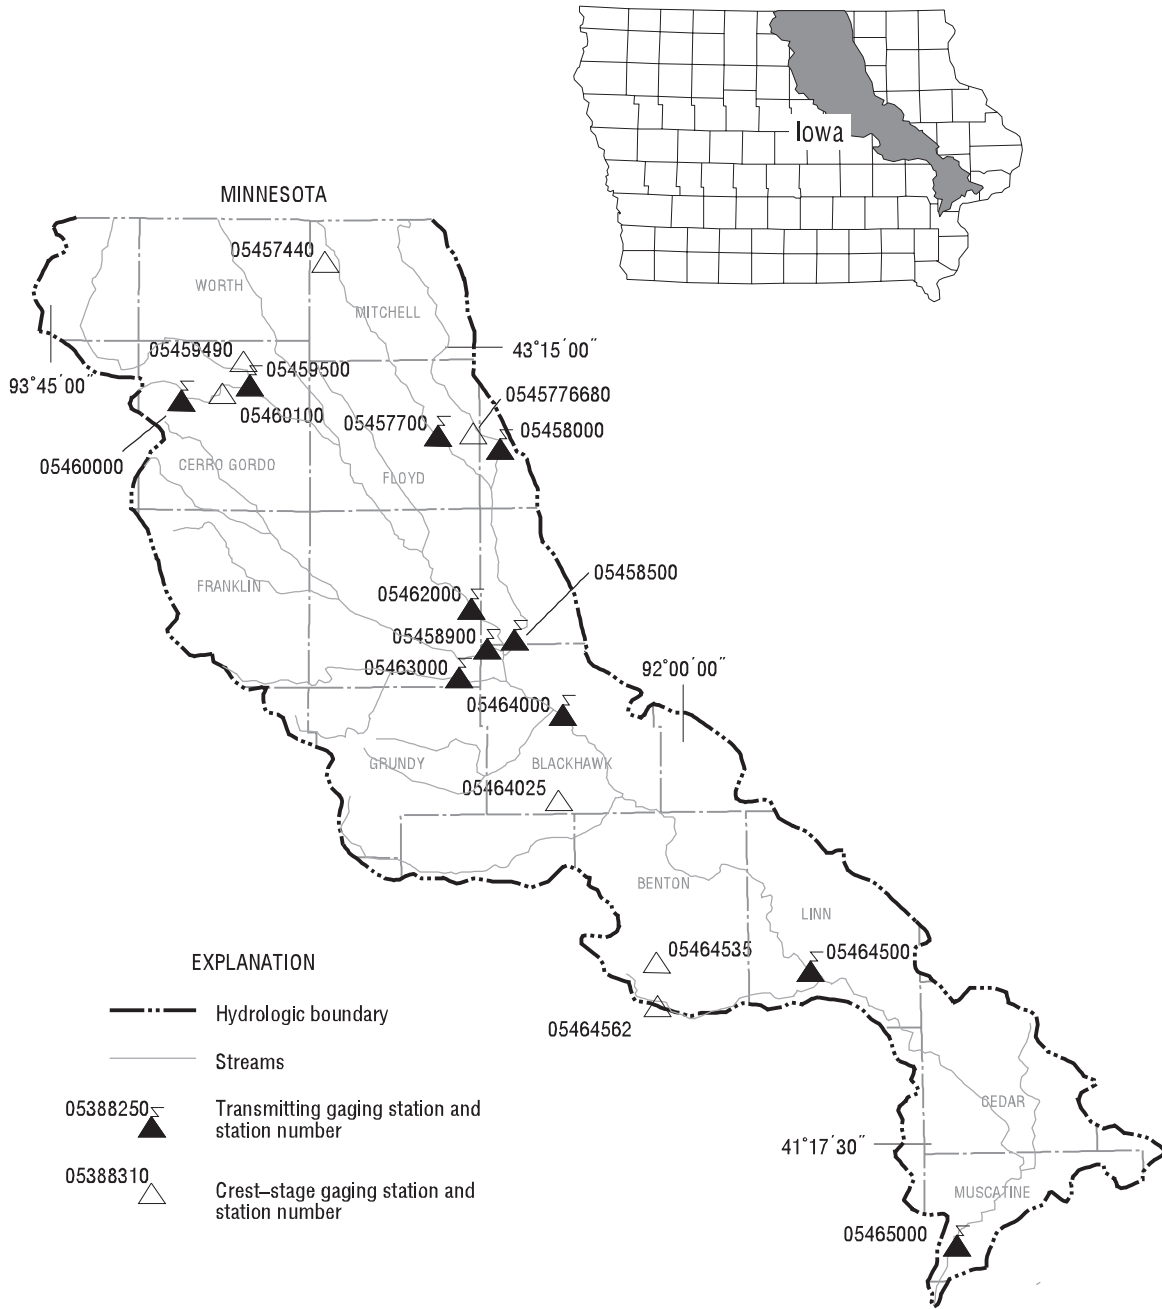 Iowa
MINNESOTA
05457440
WORTH
MITCHELL
05459490
43°15′00″
05459500
93°45′00″
0545776680
05460100
05457700
05458000
05460000
CERRO GORDO
FLOYD
05458500
FRANKLIN
05462000
05458900
05463000
92°00′00″
05464000
GRUNDY
BLACKHAWK
05464025
BENTON
LINN
05464535
05464500
EXPLANATION
Hydrologic boundary
05464562
Streams
05388250
Transmitting gaging station and
station number
CEDAR
41°17′30″
05388310
Crest–stage gaging station and
station number
MUSCATINE
05465000